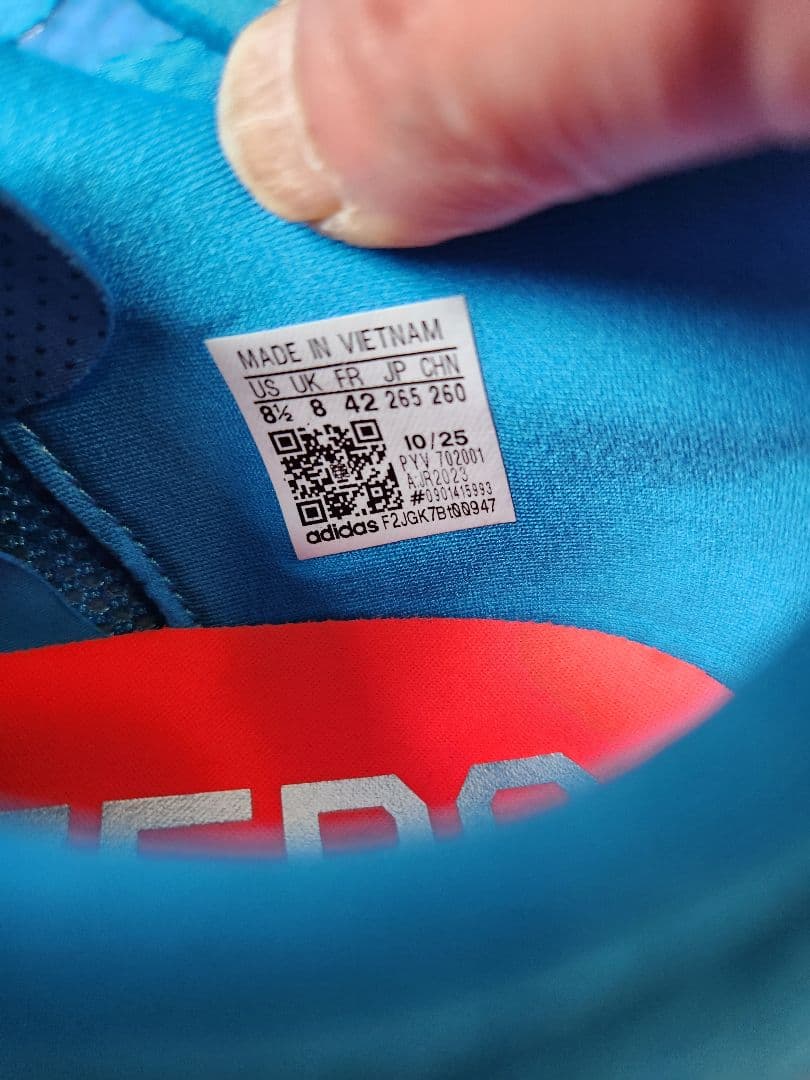 MADE IN VIETNAM
US UK FR JP CHN
8½ 8 42 265 260
10/25
PYV 702001
A:JR2023
#0901415993
adidas F2JGK7Bt00947